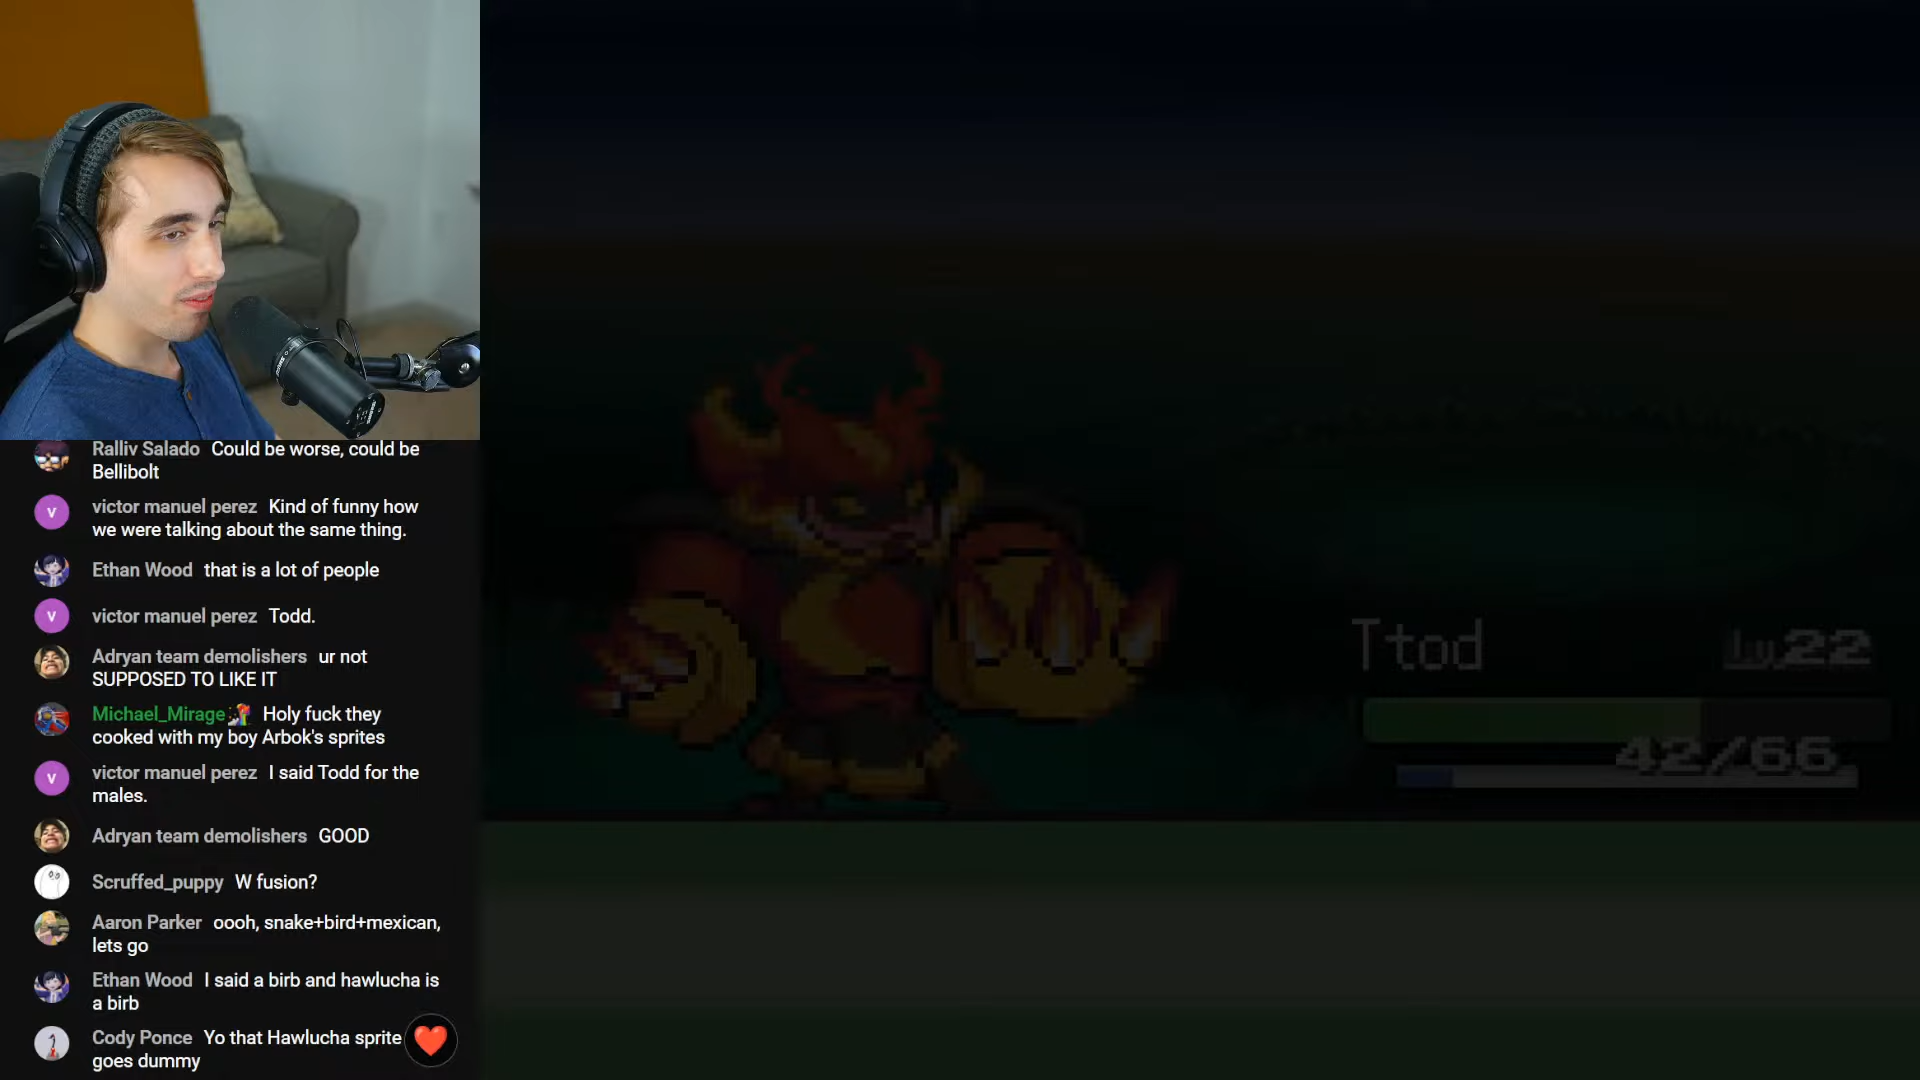 Ralliv Salado Could be worse, could be
Bellibolt
V
victor manuel perez Kind of funny how
we were talking about the same thing.
Ethan Wood that is a lot of people
V
victor manuel perez Todd.
Adryan team demolishers ur not
SUPPOSED TO LIKE IT
Michael_Mirage Holy fuck they
cooked with my boy Arbok's sprites
V
victor manuel perez I said Todd for the
males.
Adryan team demolishers GOOD
Scruffed_puppy W fusion?
Aaron Parker oooh, snake+bird+mexican,
lets go
Ethan Wood I said a birb and hawlucha is
a birb
Cody Ponce Yo that Hawlucha sprite
goes dummy
Ttod Lv.22
42/66